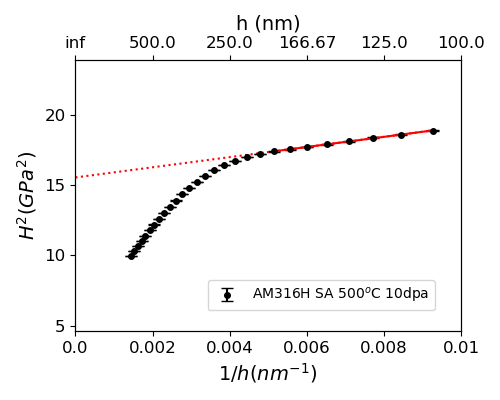 h (nm)
inf 500.0 250.0 166.67 125.0 100.0
20
15
10
5
H²(GPa²)
AM316H SA 500°C 10dpa
0.0 0.002 0.004 0.006 0.008 0.01
1/h(nm⁻¹)